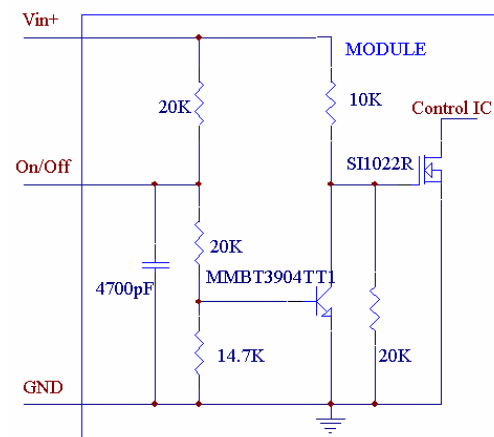 Vin+
MODULE
20K
10K
Control IC
SI1022R
On/Off
20K
MMBT3904TT1
4700pF
14.7K
20K
GND